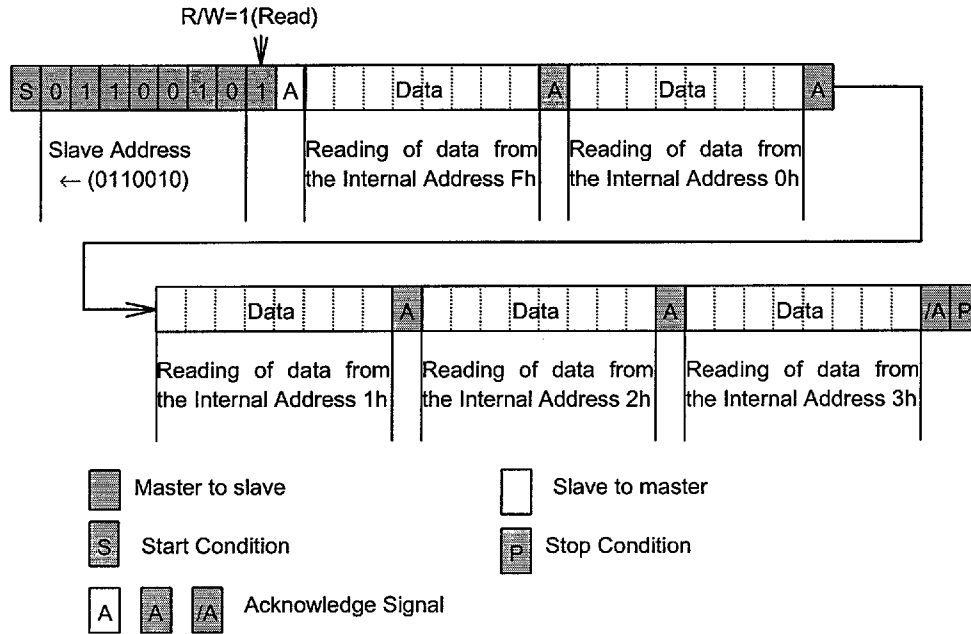 R/W=1(Read)
S 0 1 1 0 0 1 0 1 A Data A Data A
Slave Address
← (0110010)
Reading of data from
the Internal Address Fh
Reading of data from
the Internal Address 0h
Data A Data A Data /A P
Reading of data from
the Internal Address 1h
Reading of data from
the Internal Address 2h
Reading of data from
the Internal Address 3h
Master to slave
Slave to master
S Start Condition
P Stop Condition
A A /A Acknowledge Signal